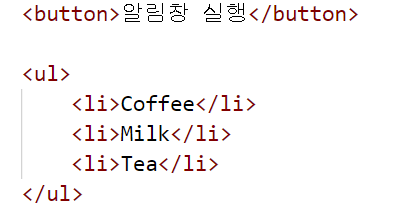 <button>알림창 실행</button>
<ul>
<li>Coffee</li>
<li>Milk</li>
<li>Tea</li>
</ul>